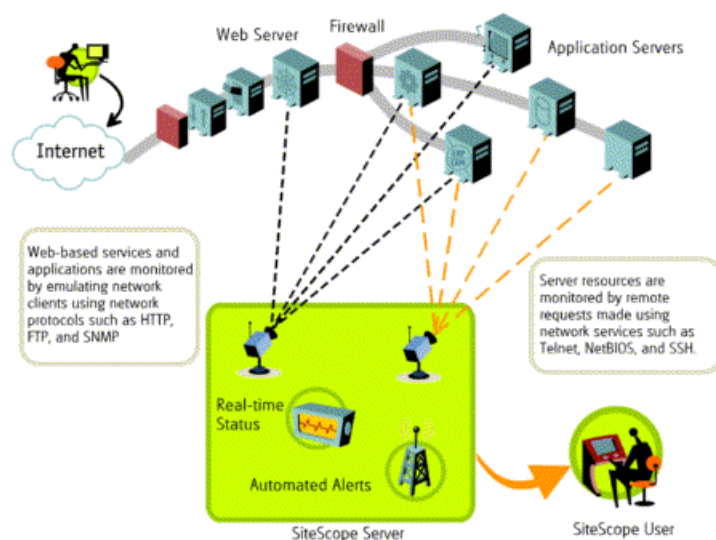 Web Server
Firewall
Application Servers
Internet
Web-based services and
applications are monitored
by emulating network
clients using network
protocols such as HTTP,
FTP, and SNMP
Server resources are
monitored by remote
requests made using
network services such as
Telnet, NetBIOS, and SSH.
Real-time
Status
Automated Alerts
SiteScope Server
SiteScope User